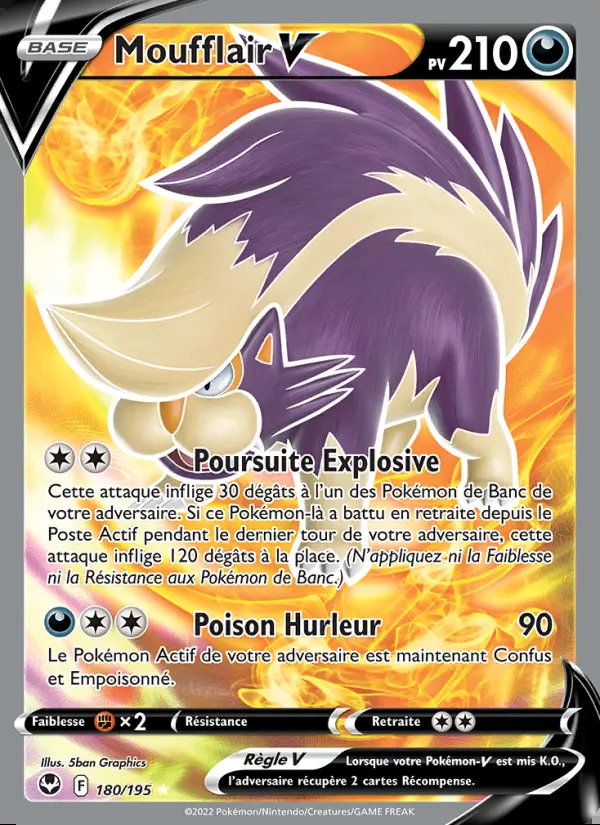 BASE Moufflair V PV 210
Poursuite Explosive
Cette attaque inflige 30 dégâts à l'un des Pokémon de Banc de
votre adversaire. Si ce Pokémon-là a battu en retraite depuis le
Poste Actif pendant le dernier tour de votre adversaire, cette
attaque inflige 120 dégâts à la place. (N'appliquez ni la Faiblesse
ni la Résistance aux Pokémon de Banc.)
Poison Hurleur 90
Le Pokémon Actif de votre adversaire est maintenant Confus
et Empoisonné.
Faiblesse ×2 Résistance Retraite
Illus. 5ban Graphics
Règle V Lorsque votre Pokémon-V est mis K.O.,
l'adversaire récupère 2 cartes Récompense.
F 180/195
©2022 Pokémon/Nintendo/Creatures/GAME FREAK